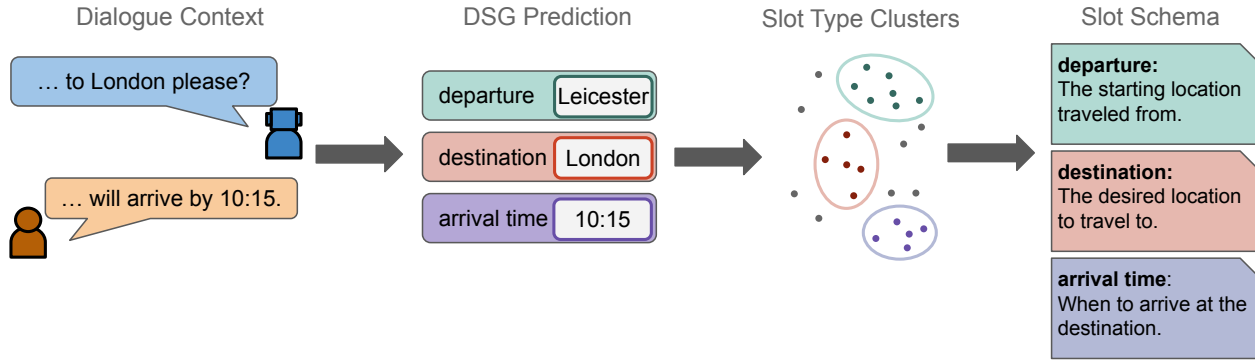 Dialogue Context
DSG Prediction
Slot Type Clusters
Slot Schema
… to London please?
… will arrive by 10:15.
departure Leicester
destination London
arrival time 10:15
departure:
The starting location
traveled from.
destination:
The desired location
to travel to.
arrival time:
When to arrive at the
destination.